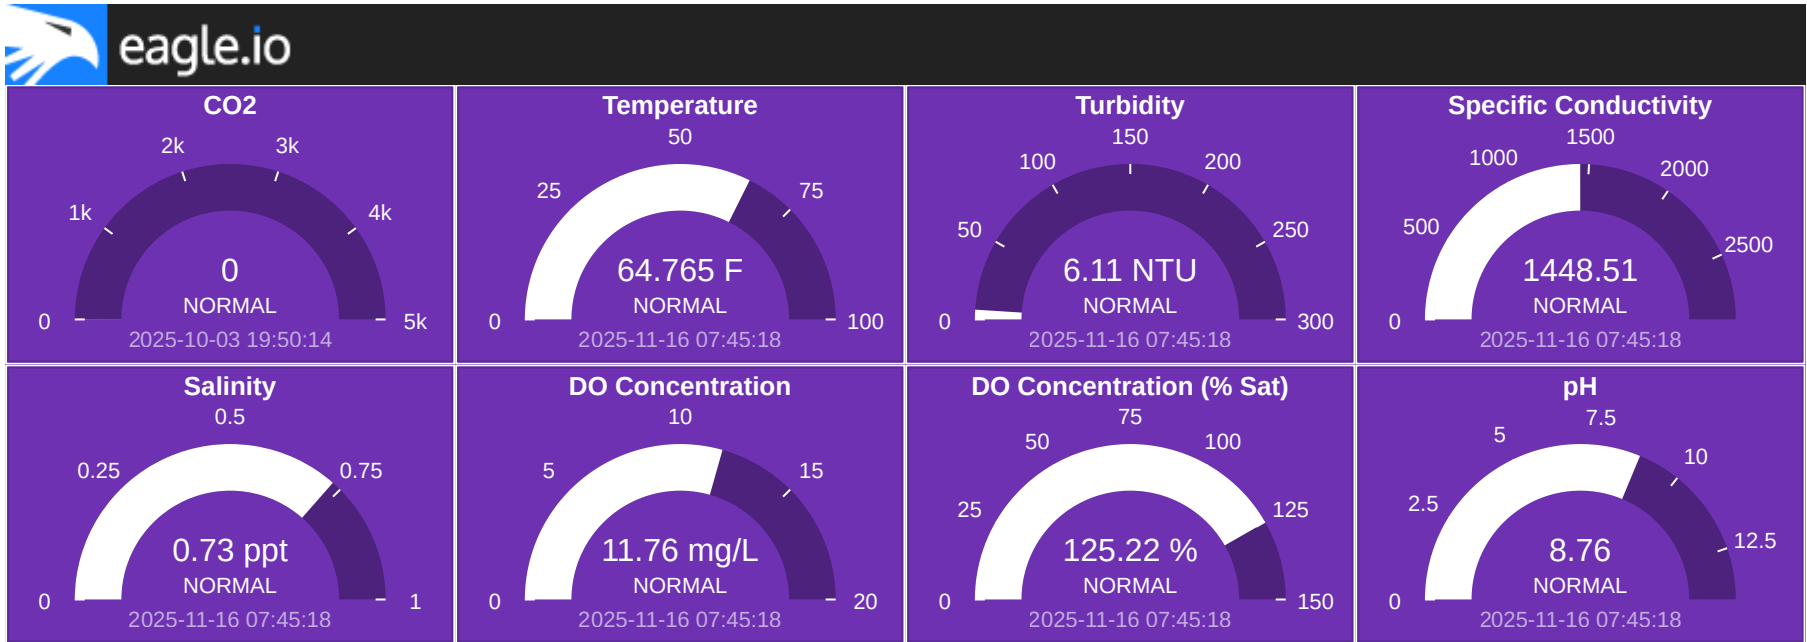 eagle.io
CO2
2k
3k
1k
4k
0
NORMAL
0
5k
2025-10-03 19:50:14
Temperature
50
25
75
64.765 F
NORMAL
0
100
2025-11-16 07:45:18
Turbidity
150
100
200
50
250
6.11 NTU
NORMAL
0
300
2025-11-16 07:45:18
Specific Conductivity
1500
1000
2000
500
2500
1448.51
NORMAL
0
2025-11-16 07:45:18
Salinity
0.5
0.25
0.75
0.73 ppt
NORMAL
0
1
2025-11-16 07:45:18
DO Concentration
10
5
15
11.76 mg/L
NORMAL
0
20
2025-11-16 07:45:18
DO Concentration (% Sat)
75
50
100
25
125
125.22 %
NORMAL
0
150
2025-11-16 07:45:18
pH
7.5
5
10
2.5
12.5
8.76
NORMAL
0
2025-11-16 07:45:18